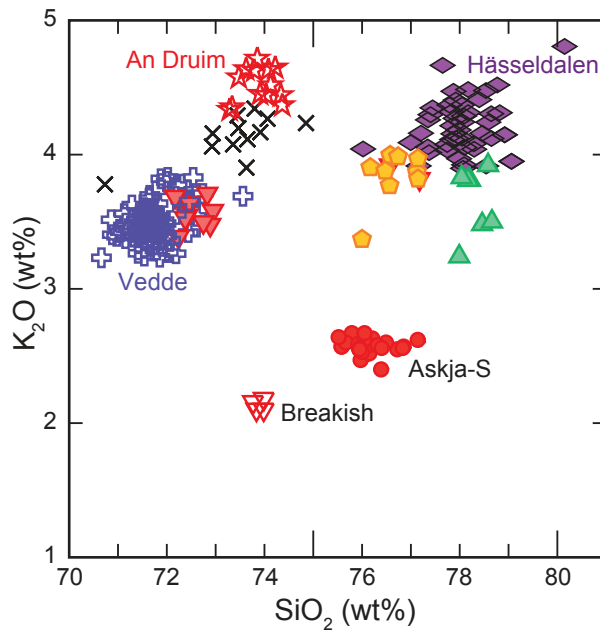 5
An Druim
Hässeldalen
4
K₂O (wt%)
3
Vedde
Askja-S
2
Breakish
1
70 72 74 76 78 80
SiO₂ (wt%)